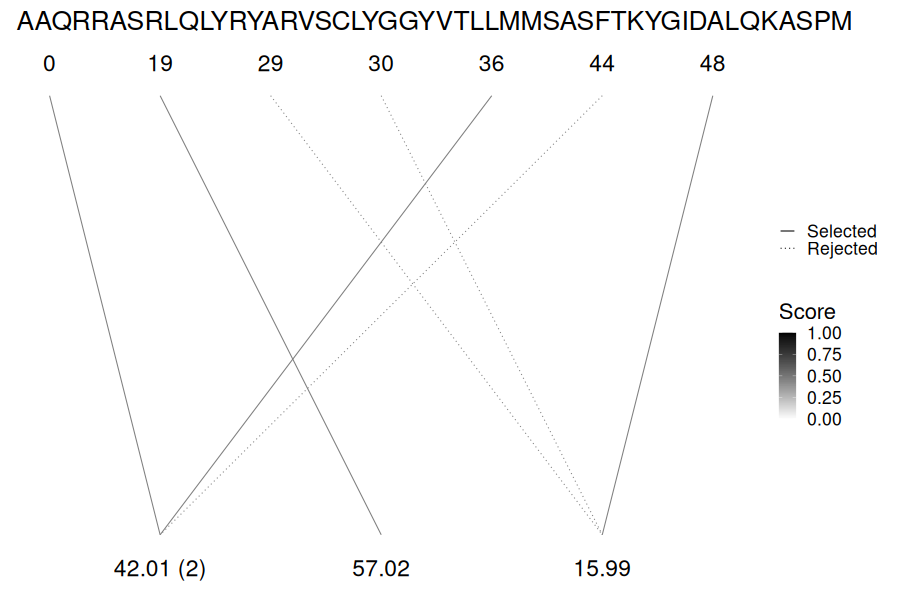 AAQRRASRLQLYRYARVSCLYGGYVTLLMMSASFTKYGIDALQKASPM
0 19 29 30 36 44 48
Selected
Rejected
Score
1.00
0.75
0.50
0.25
0.00
42.01 (2) 57.02 15.99